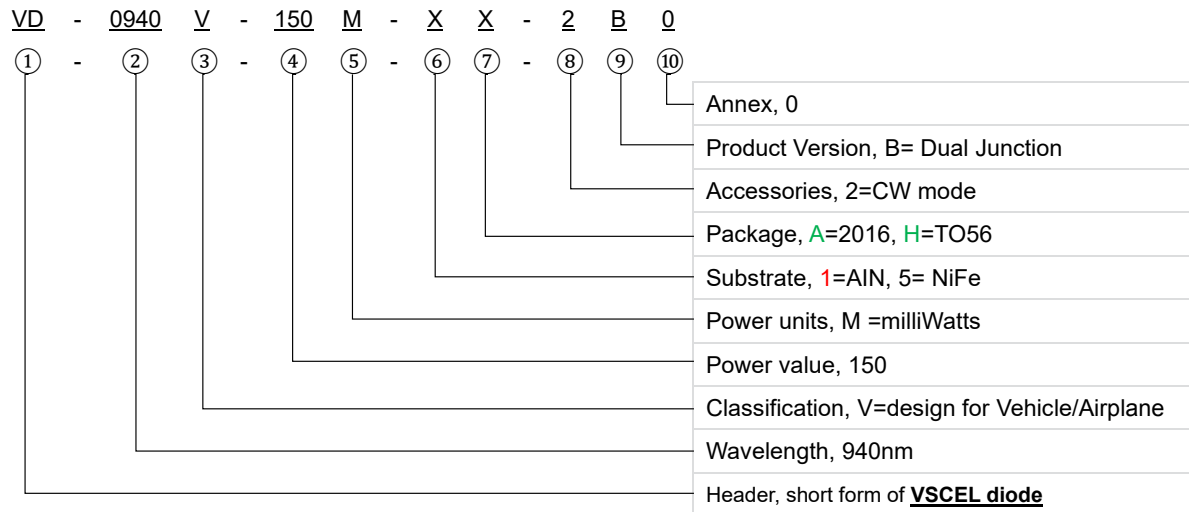 VD - 0940 V - 150 M - X X - 2 B 0
① - ② ③ - ④ ⑤ - ⑥ ⑦ - ⑧ ⑨ ⑩
Annex, 0
Product Version, B= Dual Junction
Accessories, 2=CW mode
Package, A=2016, H=TO56
Substrate, 1=AIN, 5= NiFe
Power units, M =milliWatts
Power value, 150
Classification, V=design for Vehicle/Airplane
Wavelength, 940nm
Header, short form of VSCEL diode